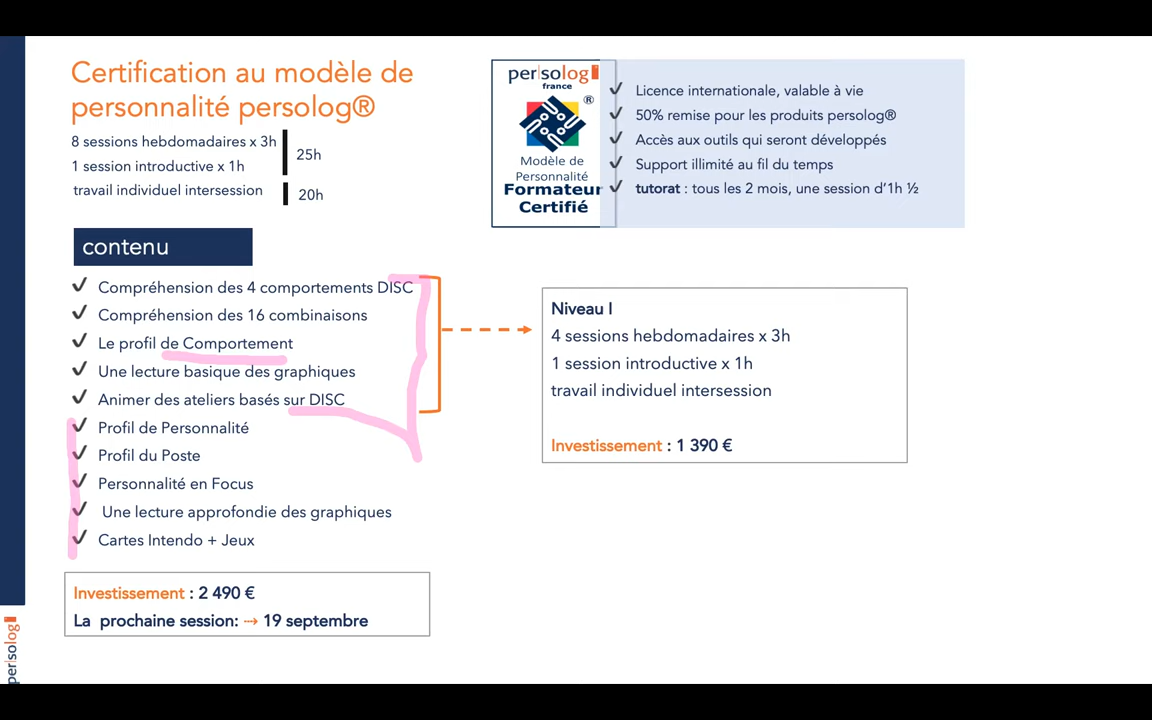 Certification au modèle de
personnalité persolog®
8 sessions hebdomadaires x 3h
1 session introductive x 1h
25h
travail individuel intersession
20h
persolog
france
®
Modèle de
Personnalité
Formateur
Certifié
Licence internationale, valable à vie
50% remise pour les produits persolog®
Accès aux outils qui seront développés
Support illimité au fil du temps
tutorat : tous les 2 mois, une session d'1h ½
contenu
Compréhension des 4 comportements DISC
Compréhension des 16 combinaisons
Le profil de Comportement
Une lecture basique des graphiques
Animer des ateliers basés sur DISC
Profil de Personnalité
Profil du Poste
Personnalité en Focus
Une lecture approfondie des graphiques
Cartes Intendo + Jeux
Niveau I
4 sessions hebdomadaires x 3h
1 session introductive x 1h
travail individuel intersession
Investissement : 1 390 €
Investissement : 2 490 €
La prochaine session: ⇢ 19 septembre
persolog